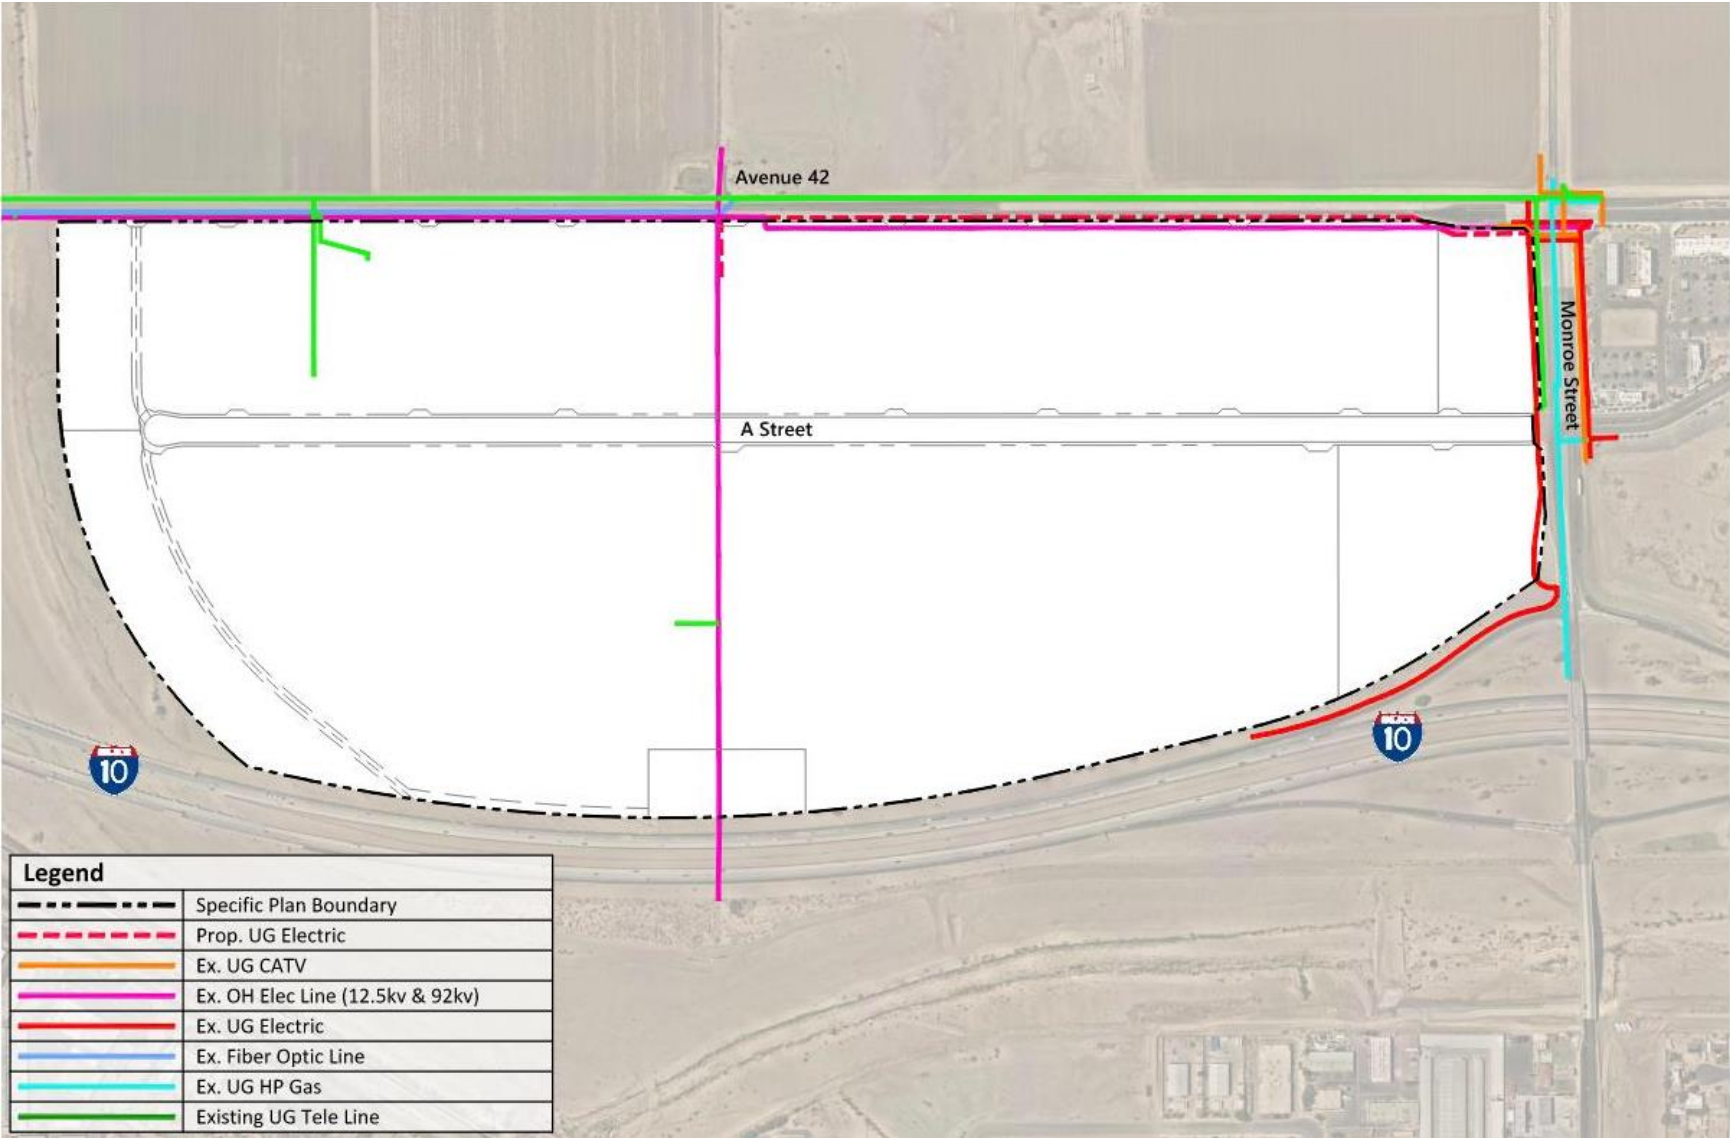 Avenue 42
Monroe Street
A Street
10
10
Legend
Specific Plan Boundary
Prop. UG Electric
Ex. UG CATV
Ex. OH Elec Line (12.5kv & 92kv)
Ex. UG Electric
Ex. Fiber Optic Line
Ex. UG HP Gas
Existing UG Tele Line